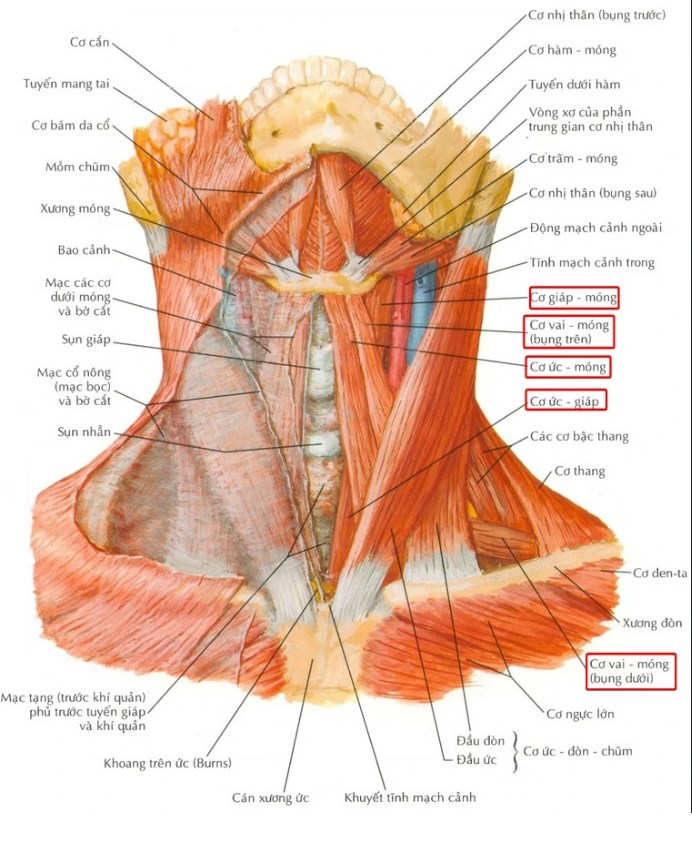 Cơ cắn
Tuyến mang tai
Cơ bám da cổ
Mỏm chũm
Xương móng
Bao cảnh
Mạc các cơ
dưới móng
và bờ cắt
Sụn giáp
Mạc cổ nông
(mạc bọc)
và bờ cắt
Sụn nhẫn
Mạc tạng (trước khí quản)
phủ trước tuyến giáp
và khí quản
Khoang trên ức (Burns)
Cán xương ức
Khuyết tĩnh mạch cảnh
Cơ nhị thân (bụng trước)
Cơ hàm - móng
Tuyến dưới hàm
Vòng xơ của phần
trung gian cơ nhị thân
Cơ trâm - móng
Cơ nhị thân (bụng sau)
Động mạch cảnh ngoài
Tĩnh mạch cảnh trong
Cơ giáp - móng
Cơ vai - móng
(bụng trên)
Cơ ức - móng
Cơ ức - giáp
Các cơ bậc thang
Cơ thang
Cơ đen-ta
Xương đòn
Cơ vai - móng
(bụng dưới)
Cơ ngực lớn
Đầu đòn
Đầu ức
Cơ ức - đòn - chũm